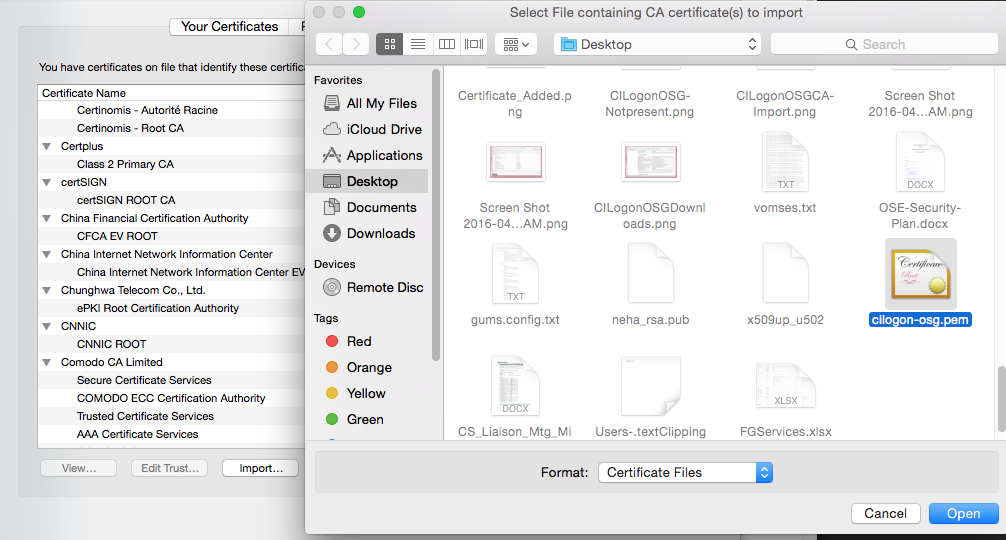 Select File containing CA certificate(s) to import
Your Certificates
You have certificates on file that identify these certific
Certificate Name
Certinomis - Autorité Racine
Certinomis - Root CA
Certplus
Class 2 Primary CA
certSIGN
certSIGN ROOT CA
China Financial Certification Authority
CFCA EV ROOT
China Internet Network Information Center
China Internet Network Information Center EV
Chunghwa Telecom Co., Ltd.
ePKI Root Certification Authority
CNNIC
CNNIC ROOT
Comodo CA Limited
Secure Certificate Services
COMODO ECC Certification Authority
Trusted Certificate Services
AAA Certificate Services
View...
Edit Trust...
Import...
Desktop
Search
Favorites
All My Files
iCloud Drive
Applications
Desktop
Documents
Downloads
Devices
Remote Disc
Tags
Red
Orange
Yellow
Green
Certificate_Added.p
ng
CILogonOSG-
Notpresent.png
CILogonOSGCA-
Import.png
Screen Shot
2016-04...AM.png
TXT
DOCX
Screen Shot
2016-04...AM.png
CILogonOSGDownl
oads.png
vomses.txt
OSE-Security-
Plan.docx
TXT
Certificate
Root
gums.config.txt
neha_rsa.pub
x509up_u502
cilogon-osg.pem
DOCX
XLSX
CS_Liaison_Mtg_Mi
Users-.textClipping
FGServices.xlsx
Format:
Certificate Files
Cancel
Open